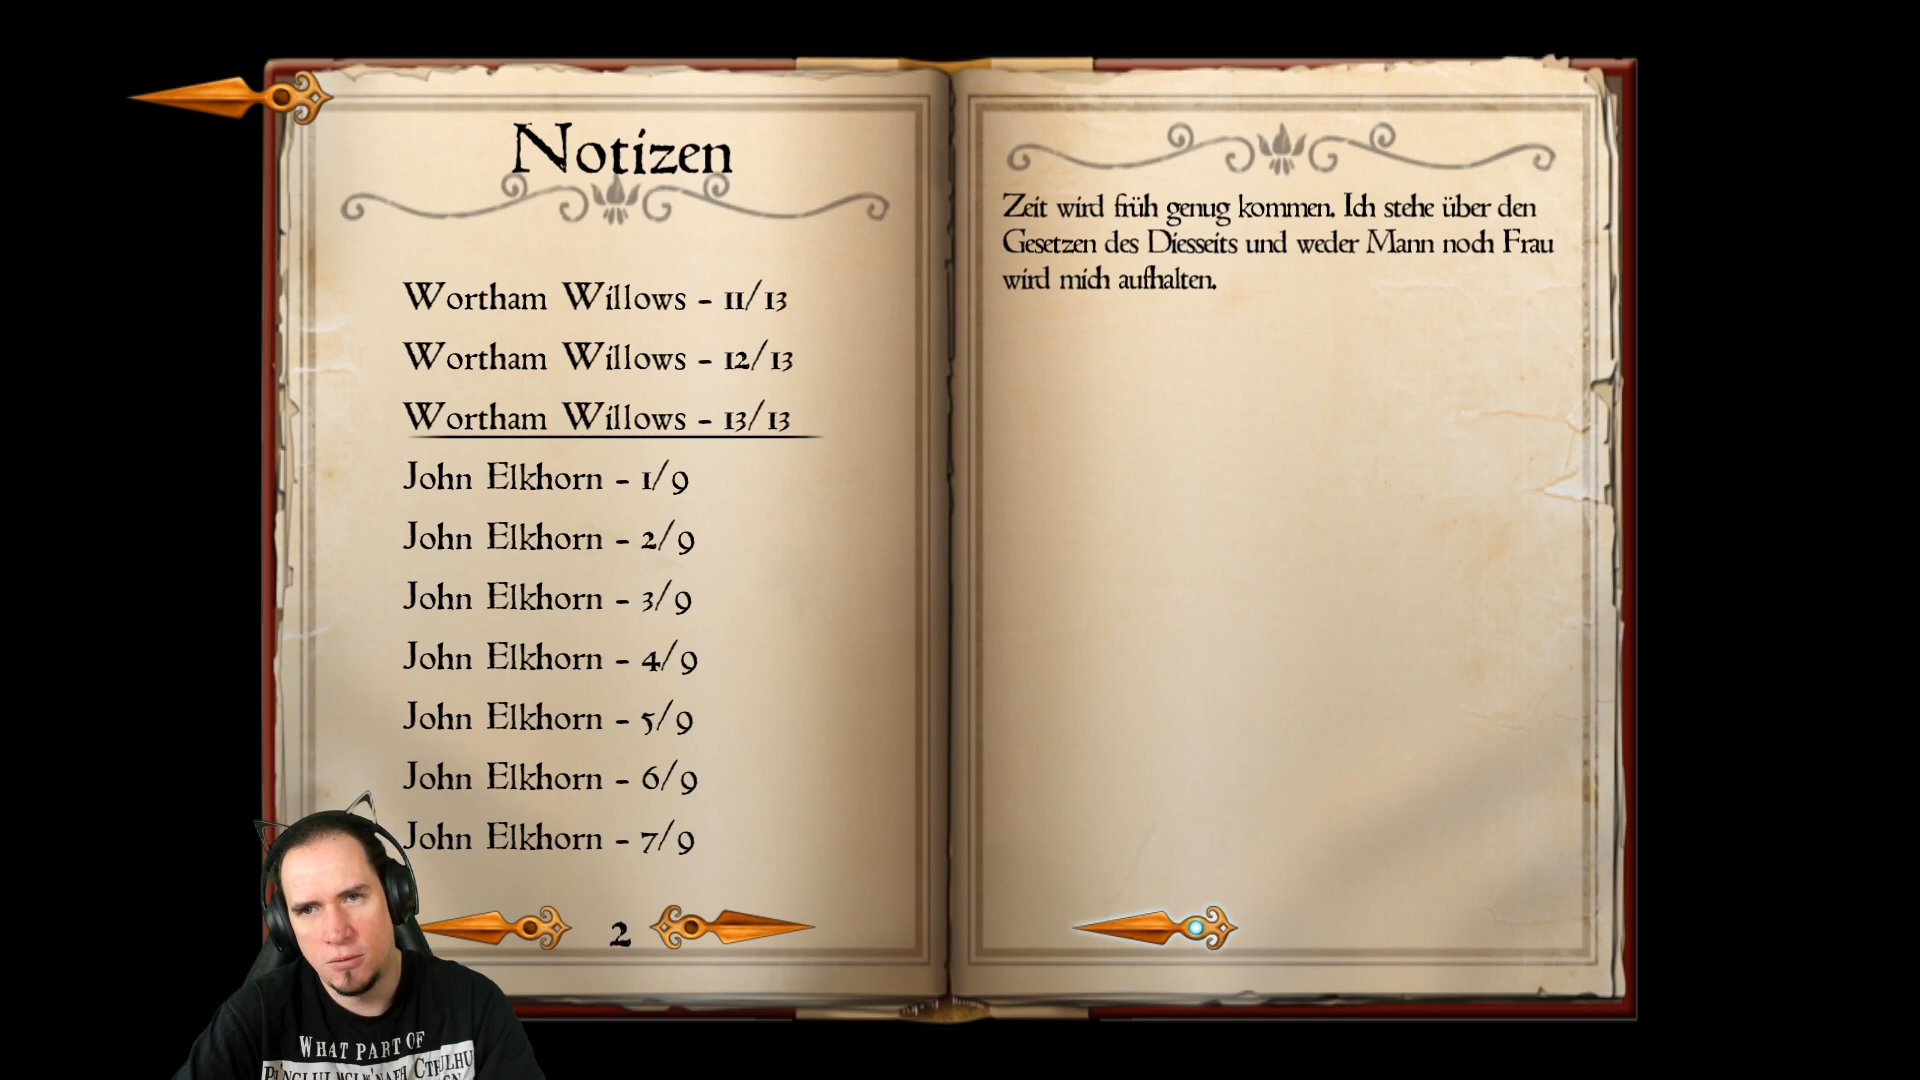 Notizen
Wortham Willows - 11/13
Wortham Willows - 12/13
Wortham Willows - 13/13
John Elkhorn - 1/9
John Elkhorn - 2/9
John Elkhorn - 3/9
John Elkhorn - 4/9
John Elkhorn - 5/9
John Elkhorn - 6/9
John Elkhorn - 7/9
2
Zeit wird früh genug kommen. Ich stehe über den
Gesetzen des Diesseits und weder Mann noch Frau
wird mich aufhalten.
WHAT PART OF
CTHULHU